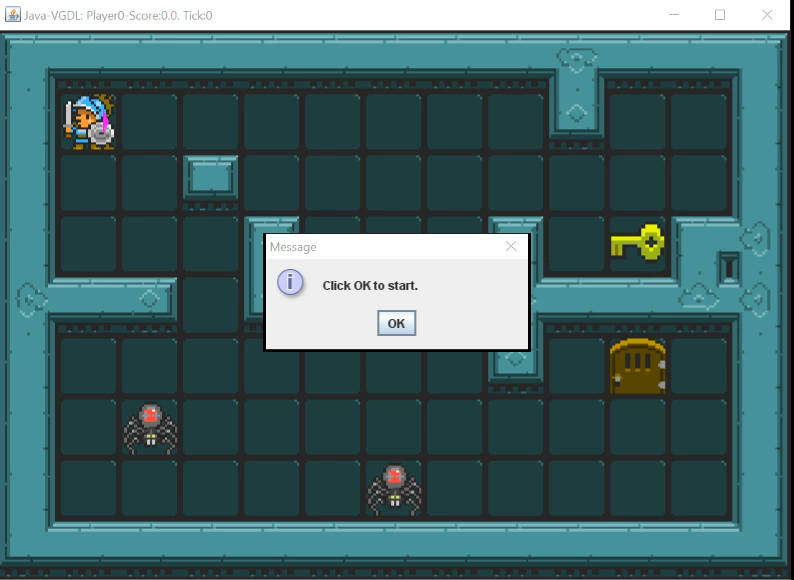 Java-VGDL: Player0-Score:0.0. Tick:0
Message
Click OK to start.
OK